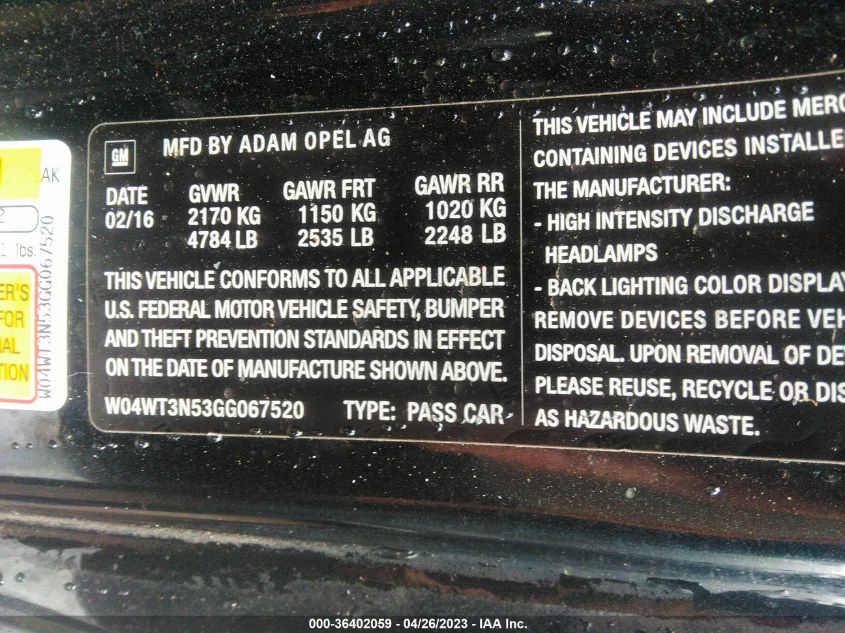 AK
2
1 lbs.
ER'S
FOR
TION
W04WT3N53GG067520
GM
MFD BY ADAM OPEL AG
DATE GVWR GAWR FRT GAWR RR
02/16 2170 KG 1150 KG 1020 KG
4784 LB 2535 LB 2248 LB
THIS VEHICLE CONFORMS TO ALL APPLICABLE
U.S. FEDERAL MOTOR VEHICLE SAFETY, BUMPER
AND THEFT PREVENTION STANDARDS IN EFFECT
ON THE DATE OF MANUFACTURE SHOWN ABOVE.
W04WT3N53GG067520 TYPE: PASS CAR
THIS VEHICLE MAY INCLUDE MERC
CONTAINING DEVICES INSTALLE
THE MANUFACTURER:
- HIGH INTENSITY DISCHARGE
HEADLAMPS
- BACK LIGHTING COLOR DISPLAY
REMOVE DEVICES BEFORE VEH
DISPOSAL. UPON REMOVAL OF DE
PLEASE REUSE, RECYCLE OR DIS
AS HAZARDOUS WASTE.
000-36402059 - 04/26/2023 - IAA Inc.